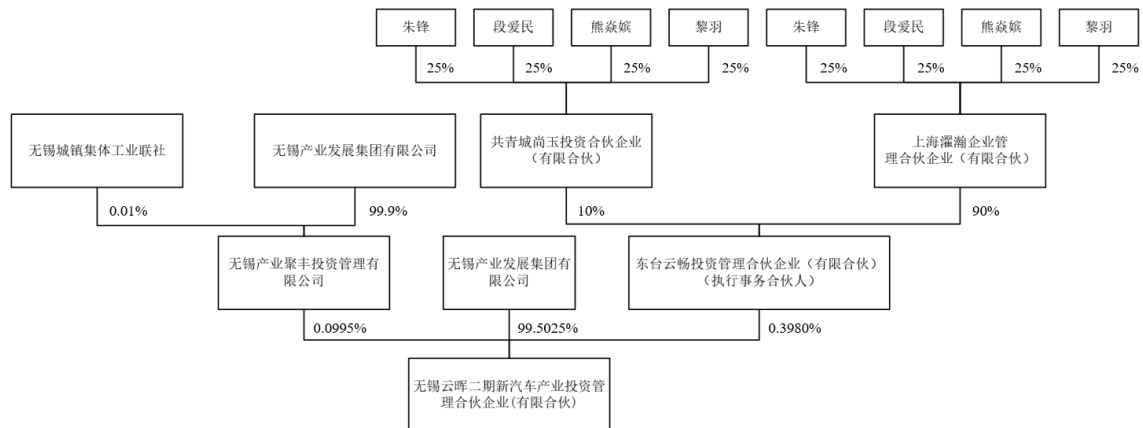 朱锋
段爱民
熊焱嫔
黎羽
朱锋
段爱民
熊焱嫔
黎羽
25%
25%
25%
25%
25%
25%
25%
25%
无锡城镇集体工业联社
无锡产业发展集团有限公司
共青城尚玉投资合伙企业
（有限合伙）
上海濯瀚企业管
理合伙企业（有限合伙）
0.01%
99.9%
10%
90%
无锡产业聚丰投资管理有
限公司
无锡产业发展集团有
限公司
东台云畅投资管理合伙企业（有限合伙）
（执行事务合伙人）
0.0995%
99.5025%
0.3980%
无锡云晖二期新汽车产业投资管
理合伙企业(有限合伙)